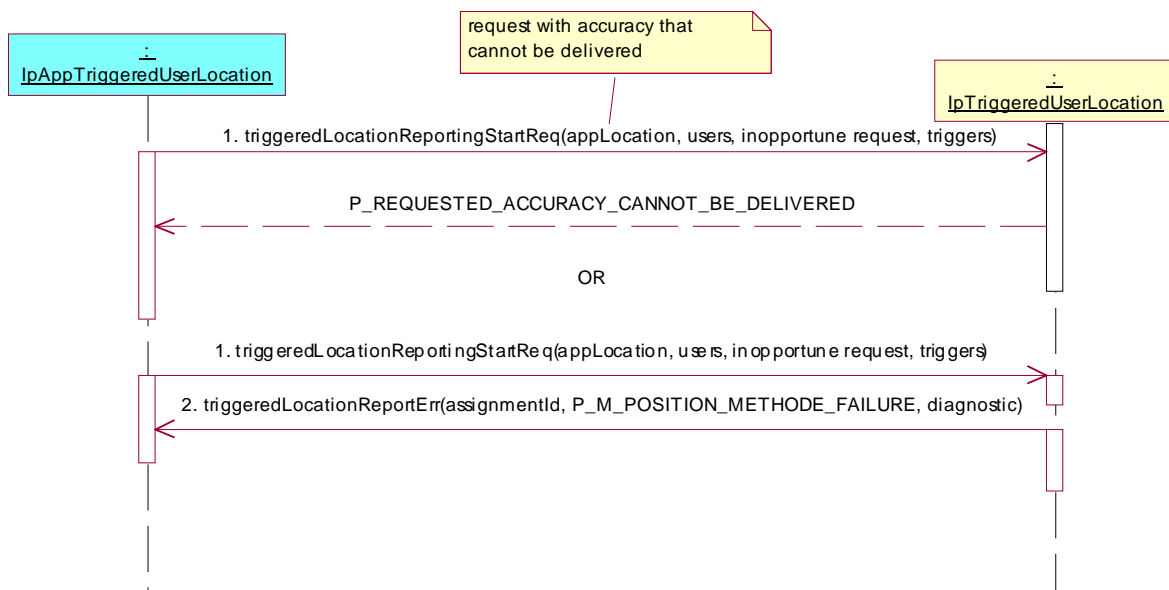 request with accuracy that
cannot be delivered
:
IpAppTriggeredUserLocation
:
IpTriggeredUserLocation
1. triggeredLocationReportingStartReq(appLocation, users, inopportune request, triggers)
P_REQUESTED_ACCURACY_CANNOT_BE_DELIVERED
OR
1. triggeredLocationReportingStartReq(appLocation, users, inopportune request, triggers)
2. triggeredLocationReportErr(assignmentId, P_M_POSITION_METHODE_FAILURE, diagnostic)